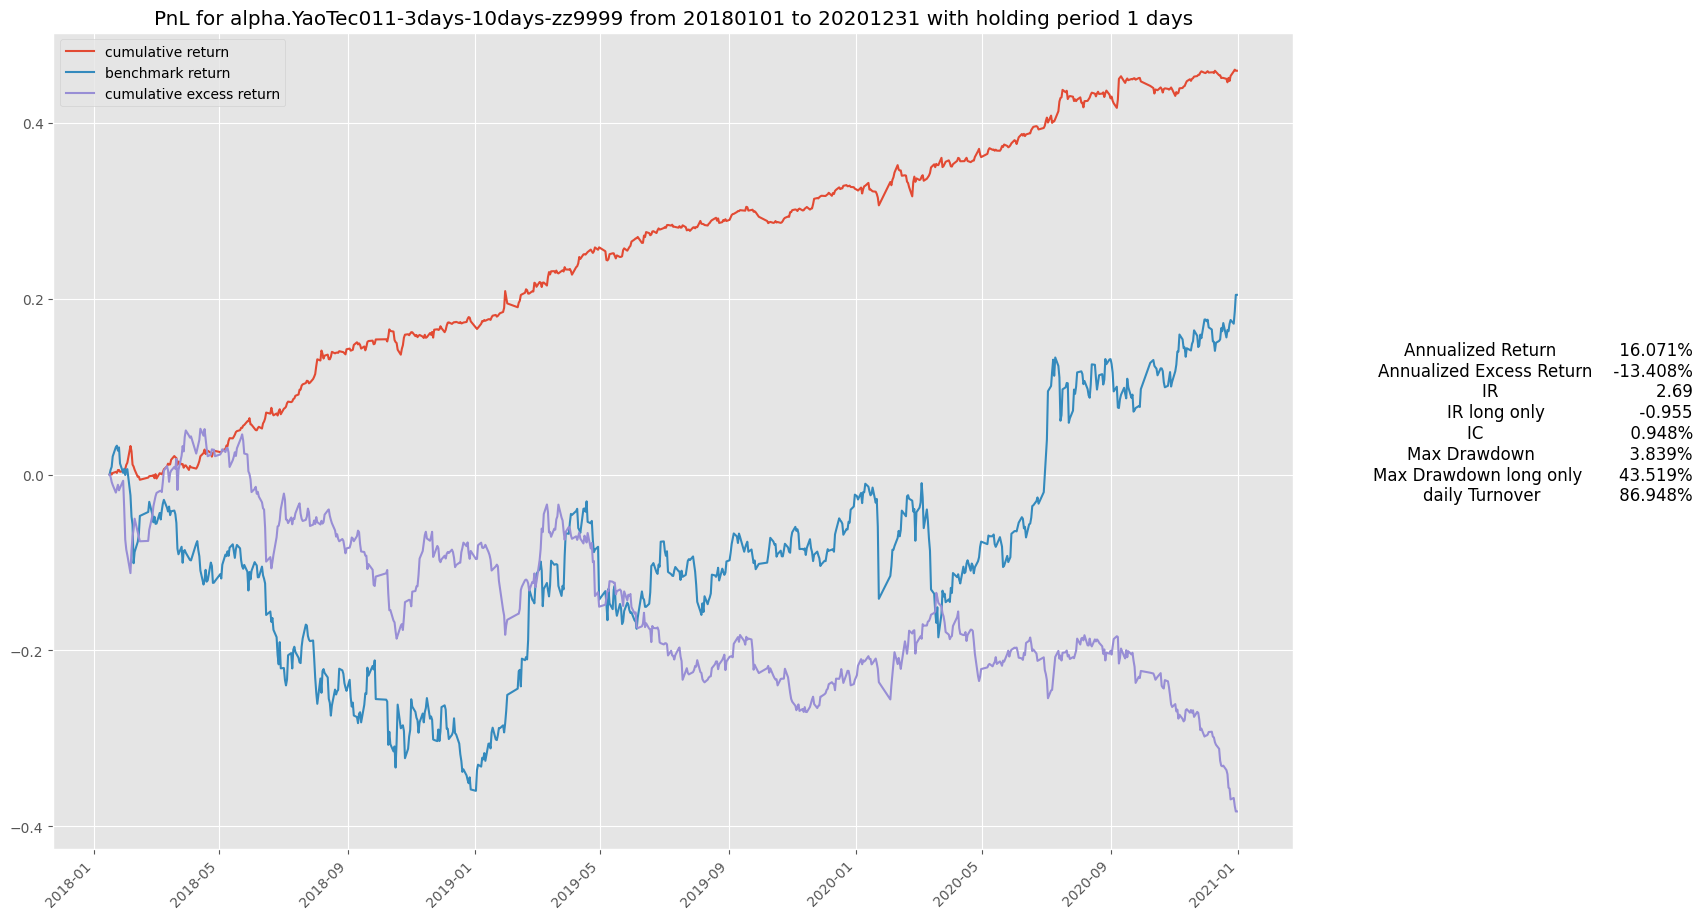 PnL for alpha.YaoTec011-3days-10days-zz9999 from 20180101 to 20201231 with holding period 1 days
cumulative return
benchmark return
cumulative excess return
0.4
0.2
0.0
−0.2
−0.4
2018-01
2018-05
2018-09
2019-01
2019-05
2019-09
2020-01
2020-05
2020-09
2021-01
Annualized Return 16.071%
Annualized Excess Return -13.408%
IR 2.69
IR long only -0.955
IC 0.948%
Max Drawdown 3.839%
Max Drawdown long only 43.519%
daily Turnover 86.948%